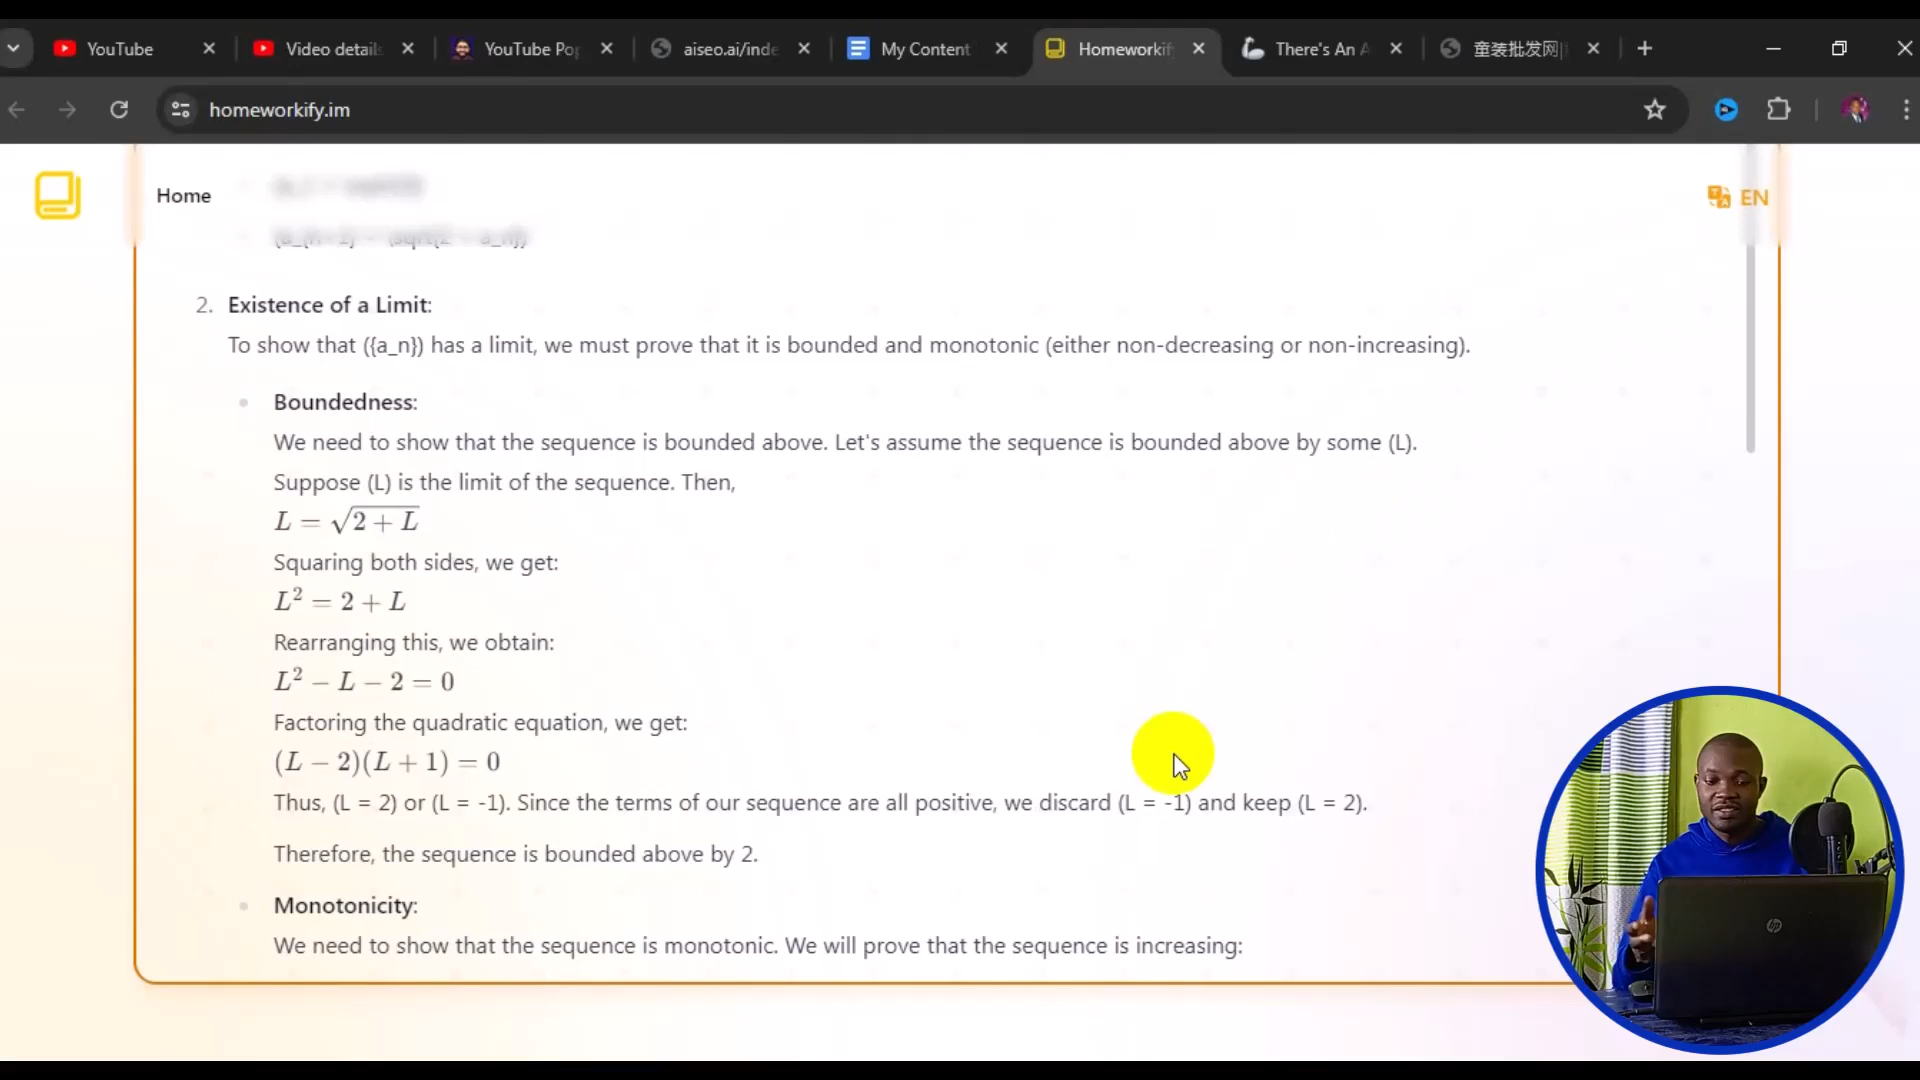 YouTube
Video details
YouTube Pop
aiseo.ai/inde
My Content
Homeworkify
There's An A
童装批发网|
homeworkify.im
Home
EN
2. Existence of a Limit:
To show that ({a_n}) has a limit, we must prove that it is bounded and monotonic (either non-decreasing or non-increasing).
Boundedness:
We need to show that the sequence is bounded above. Let's assume the sequence is bounded above by some (L).
Suppose (L) is the limit of the sequence. Then,
L = √2 + L
Squaring both sides, we get:
L² = 2 + L
Rearranging this, we obtain:
L² − L − 2 = 0
Factoring the quadratic equation, we get:
(L − 2)(L + 1) = 0
Thus, (L = 2) or (L = -1). Since the terms of our sequence are all positive, we discard (L = -1) and keep (L = 2).
Therefore, the sequence is bounded above by 2.
Monotonicity:
We need to show that the sequence is monotonic. We will prove that the sequence is increasing:
hp